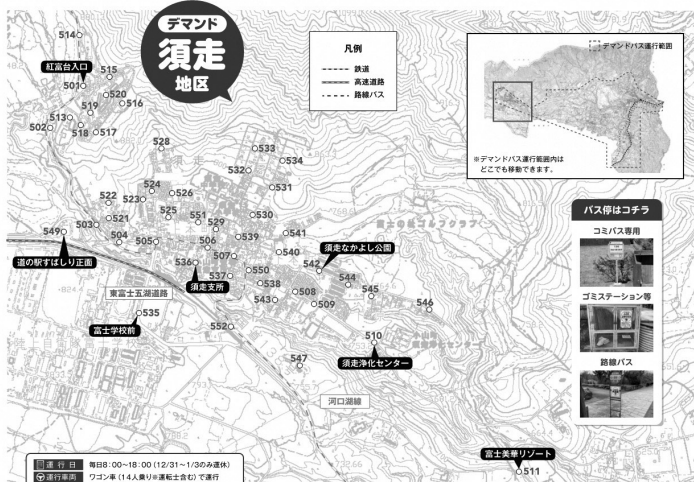 デマンド
須走
地区
凡例
鉄道
高速道路
路線バス
デマンドバス運行範囲
※デマンドバス運行範囲内は
どこでも移動できます。
514
紅富台入口
515
501
520
516
519
513
518
517
502
528
須走
533
534
532
524
526
531
523
522
521
525
551
530
503
529
549
504
505
506
539
541
507
540
道の駅すばしり正面
536
須走なかよし公園
542
須走支所
537
550
544
538
545
東富士五湖道路
543
508
509
546
535
富士学校前
552
510
須走浄化センター
547
河口湖線
富士美華リゾート
511
バス停はコチラ
コミバス専用
ゴミステーション等
路線バス
運行日 毎日8:00~18:00（12/31~1/3のみ運休）
運行車両 ワゴン車（14人乗り※運転士含む）で運行